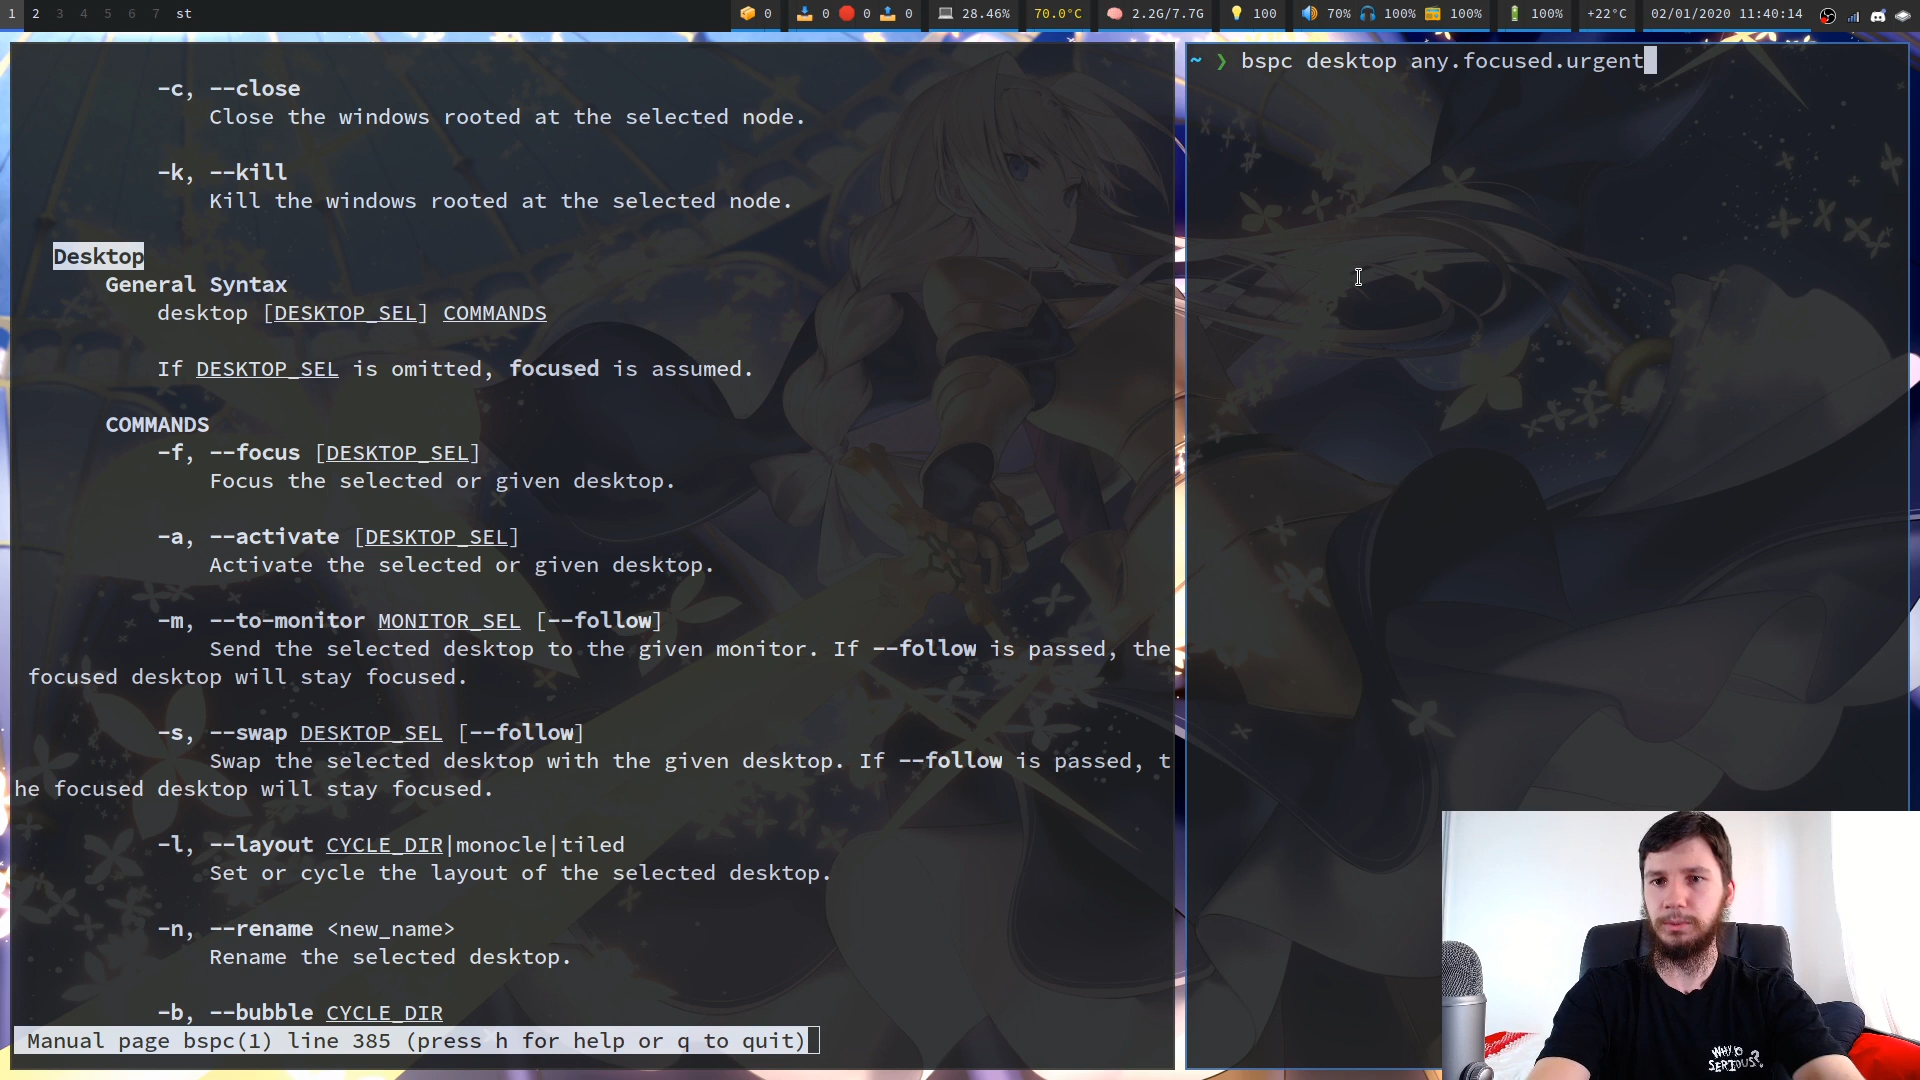 1 2 3 4 5 6 7 st 0 0 0 0 28.46% 70.0°C 2.2G/7.7G 100 70% 100% 100% 100% +22°C 02/01/2020 11:40:14
-c, --close
Close the windows rooted at the selected node.
-k, --kill
Kill the windows rooted at the selected node.
Desktop
General Syntax
desktop [DESKTOP_SEL] COMMANDS
If DESKTOP_SEL is omitted, focused is assumed.
COMMANDS
-f, --focus [DESKTOP_SEL]
Focus the selected or given desktop.
-a, --activate [DESKTOP_SEL]
Activate the selected or given desktop.
-m, --to-monitor MONITOR_SEL [--follow]
Send the selected desktop to the given monitor. If --follow is passed, the
focused desktop will stay focused.
-s, --swap DESKTOP_SEL [--follow]
Swap the selected desktop with the given desktop. If --follow is passed, t
he focused desktop will stay focused.
-l, --layout CYCLE_DIR|monocle|tiled
Set or cycle the layout of the selected desktop.
-n, --rename <new_name>
Rename the selected desktop.
-b, --bubble CYCLE_DIR
Manual page bspc(1) line 385 (press h for help or q to quit)
~ ❯ bspc desktop any.focused.urgent
WHY SO
SERIOUS?